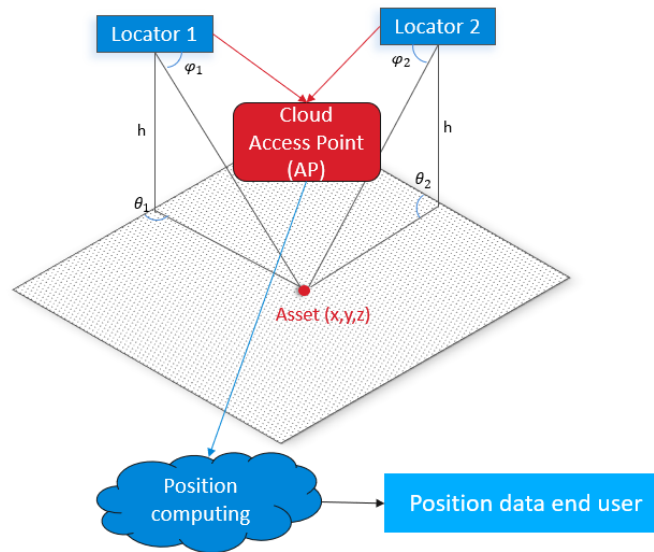 Locator 1
Locator 2
φ₁
φ₂
Cloud
Access Point
(AP)
h
h
θ₁
θ₂
Asset (x,y,z)
Position
computing
Position data end user